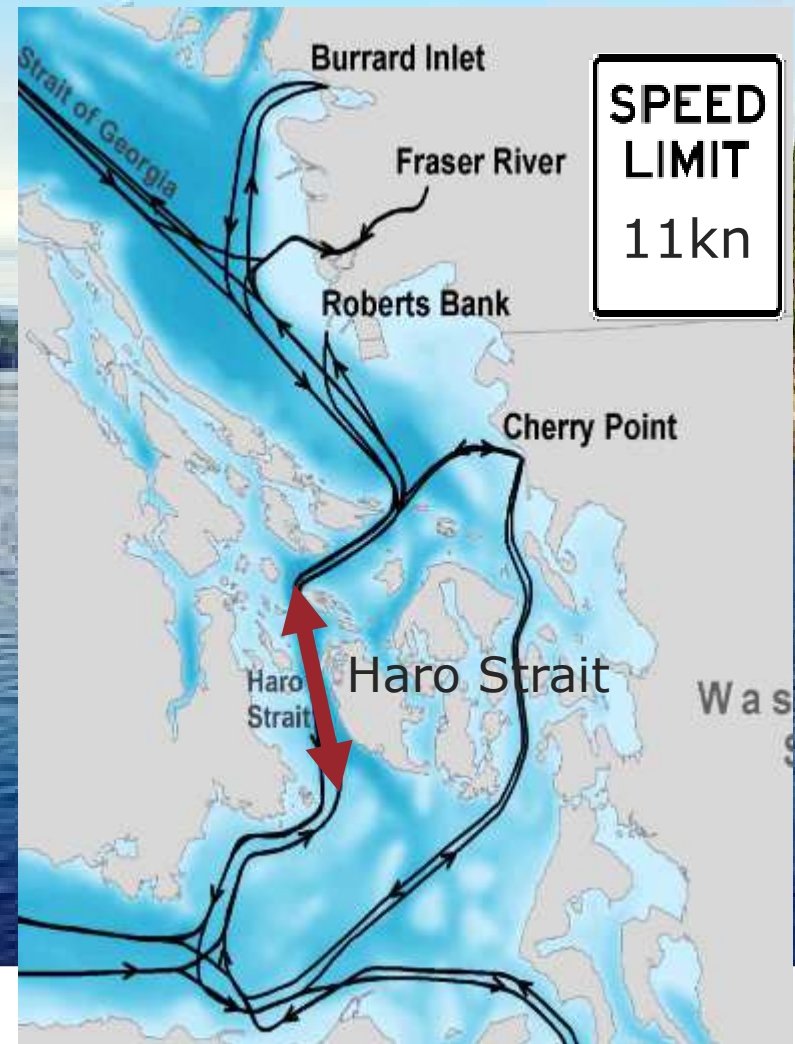 Burrard Inlet
Strait of Georgia
Fraser River
SPEED
LIMIT
11kn
Roberts Bank
Cherry Point
Haro
Strait
Haro Strait
Was
S